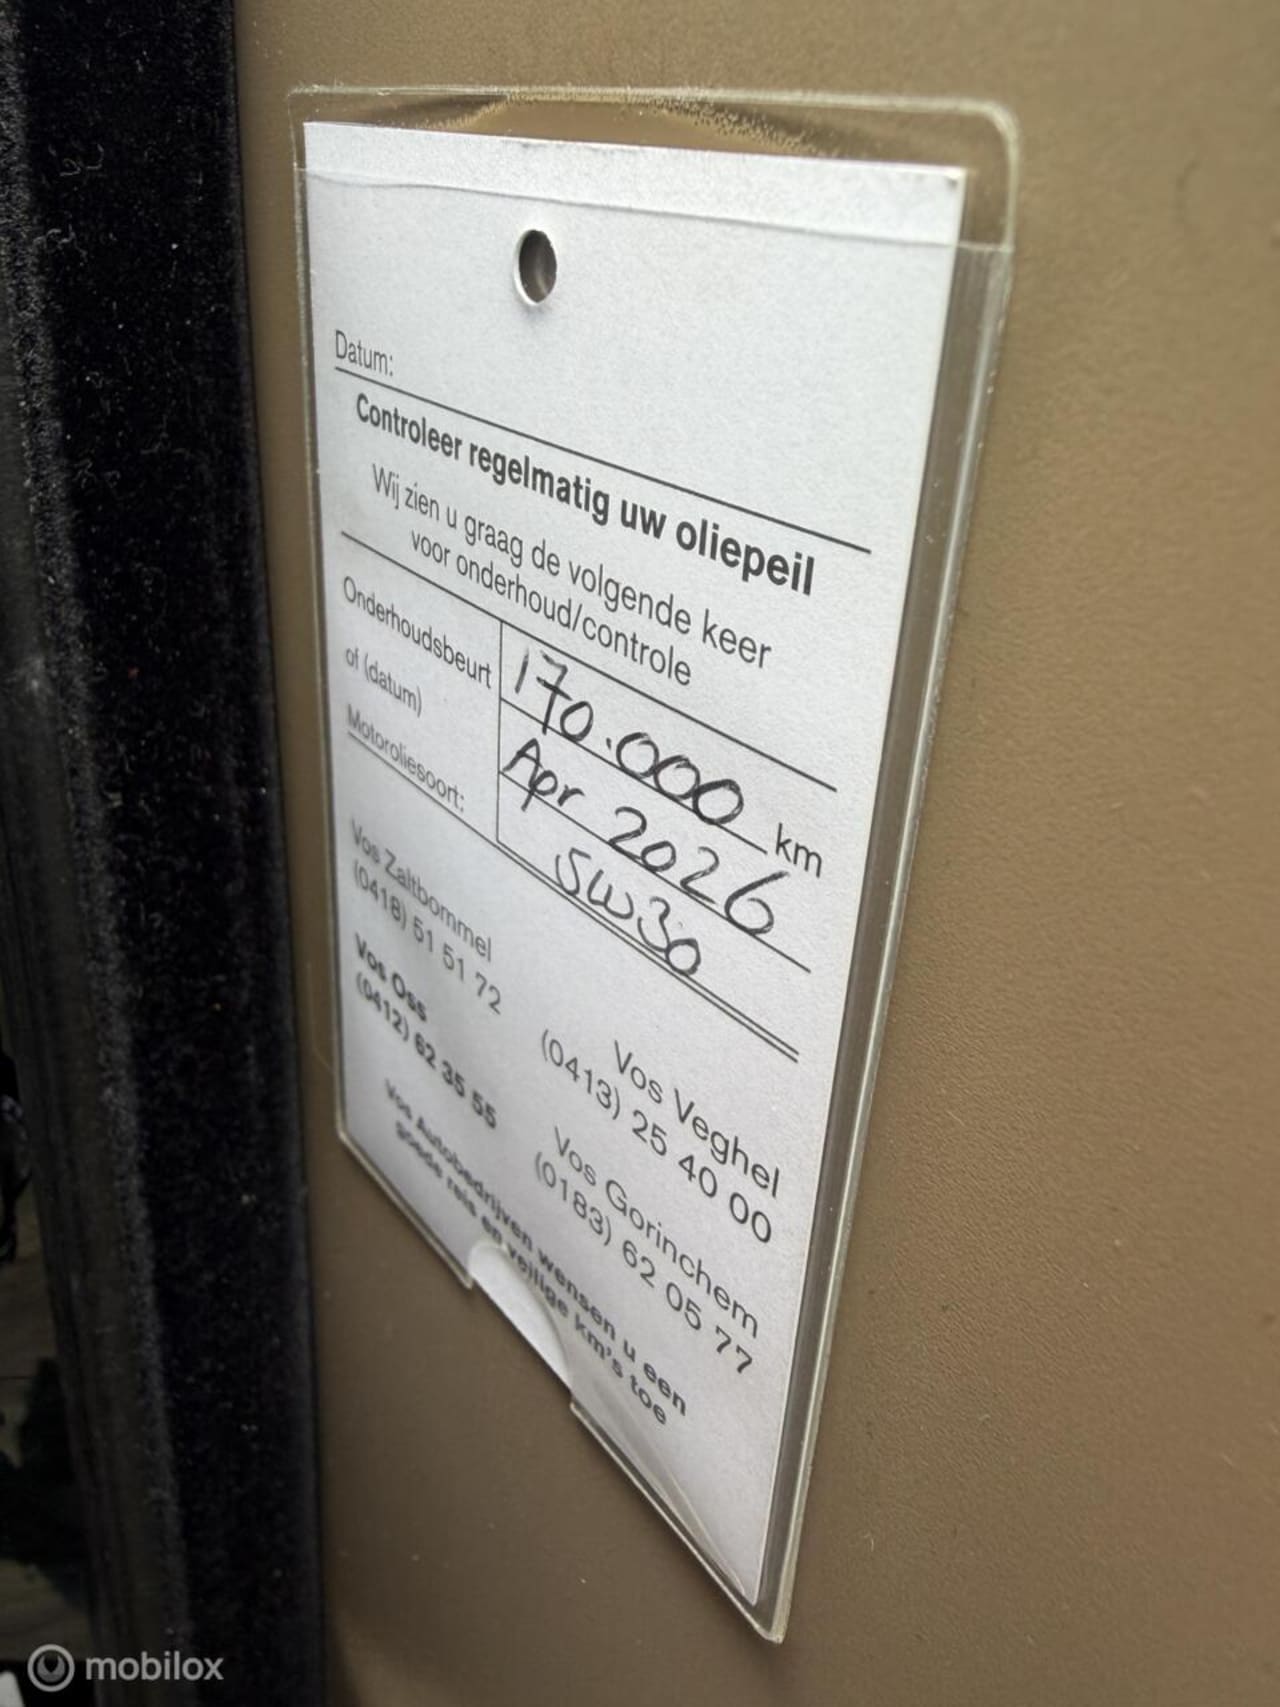 Datum:
Controleer regelmatig uw oliepeil
Wij zien u graag de volgende keer
voor onderhoud/controle
Onderhoudsbeurt 170.000 km
of (datum) Apr 2026
Motoroliesoort: 5W30
Vos Zaltbommel
(0418) 51 51 72
Vos Oss
(0412) 62 35 55
Vos Veghel
(0413) 25 40 00
Vos Gorinchem
(0183) 62 05 77
Vos Autobedrijven wensen u een
goede reis en veilige km's toe
mobilox